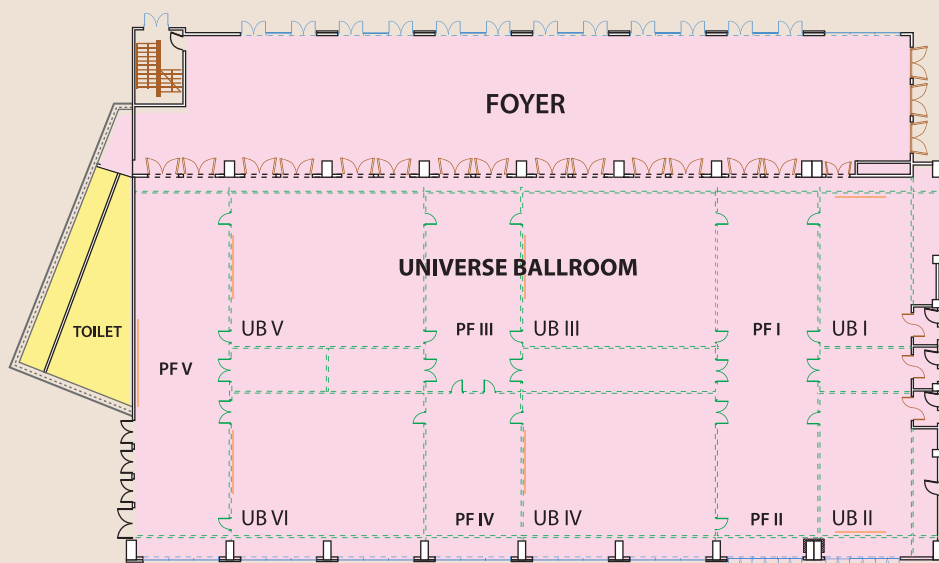 FOYER
UNIVERSE BALLROOM
TOILET
UB V
PF III
UB III
PF I
UB I
PF V
UB VI
PF IV
UB IV
PF II
UB II